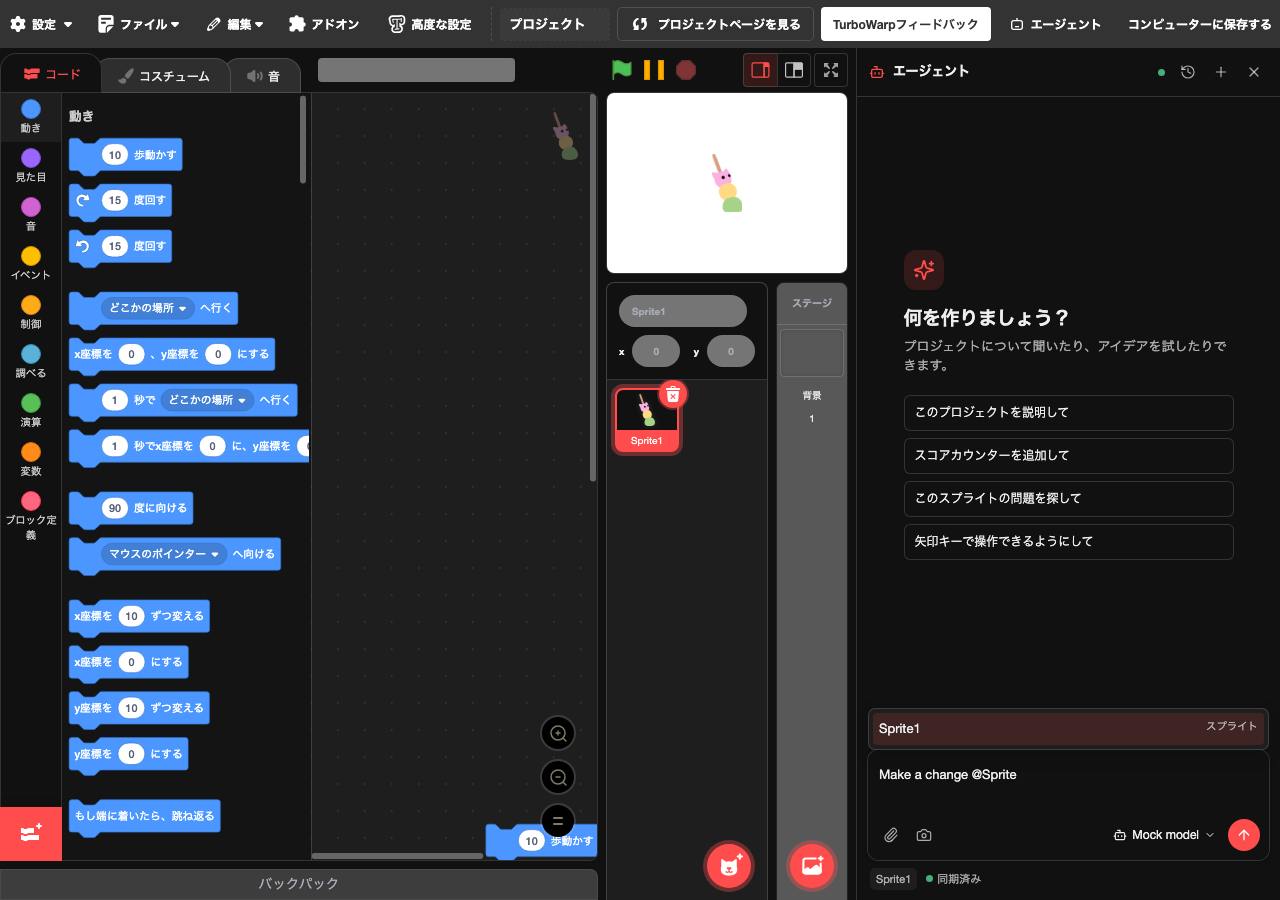 設定 ファイル 編集 アドオン 高度な設定 プロジェクト プロジェクトページを見る TurboWarpフィードバック エージェント コンピューターに保存する
コード コスチューム 音
動き
見た目
音
イベント
制御
調べる
演算
変数
ブロック定
義
動き
10 歩動かす
15 度回す
15 度回す
どこかの場所 へ行く
x座標を 0 、y座標を 0 にする
1 秒で どこかの場所 へ行く
1 秒でx座標を 0 に、y座標を
90 度に向ける
マウスのポインター へ向ける
x座標を 10 ずつ変える
x座標を 0 にする
y座標を 10 ずつ変える
y座標を 0 にする
もし端に着いたら、跳ね返る
10 歩動かす
バックパック
Sprite1
x 0 y 0
Sprite1
ステージ
背景
1
エージェント
何を作りましょう？
プロジェクトについて聞いたり、アイデアを試したりで
きます。
このプロジェクトを説明して
スコアカウンターを追加して
このスプライトの問題を探して
矢印キーで操作できるようにして
Sprite1 スプライト
Make a change @Sprite
Mock model
Sprite1 同期済み